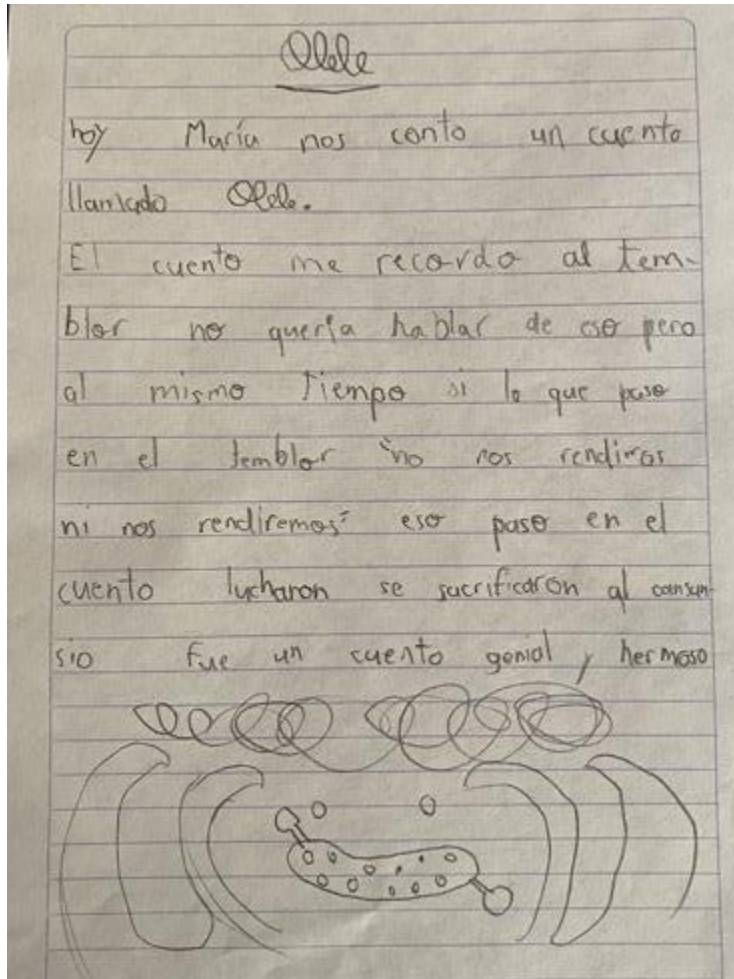 Olele
hoy María nos conto un cuento
llamado Olele.
El cuento me recordo al tem-
blor no quería hablar de eso pero
al mismo tiempo si lo que paso
en el temblor "no nos
ni nos rendiremos" eso paso en el
cuento lucharon se sacrificaron al cansan-
sio fue un cuento genial y hermoso